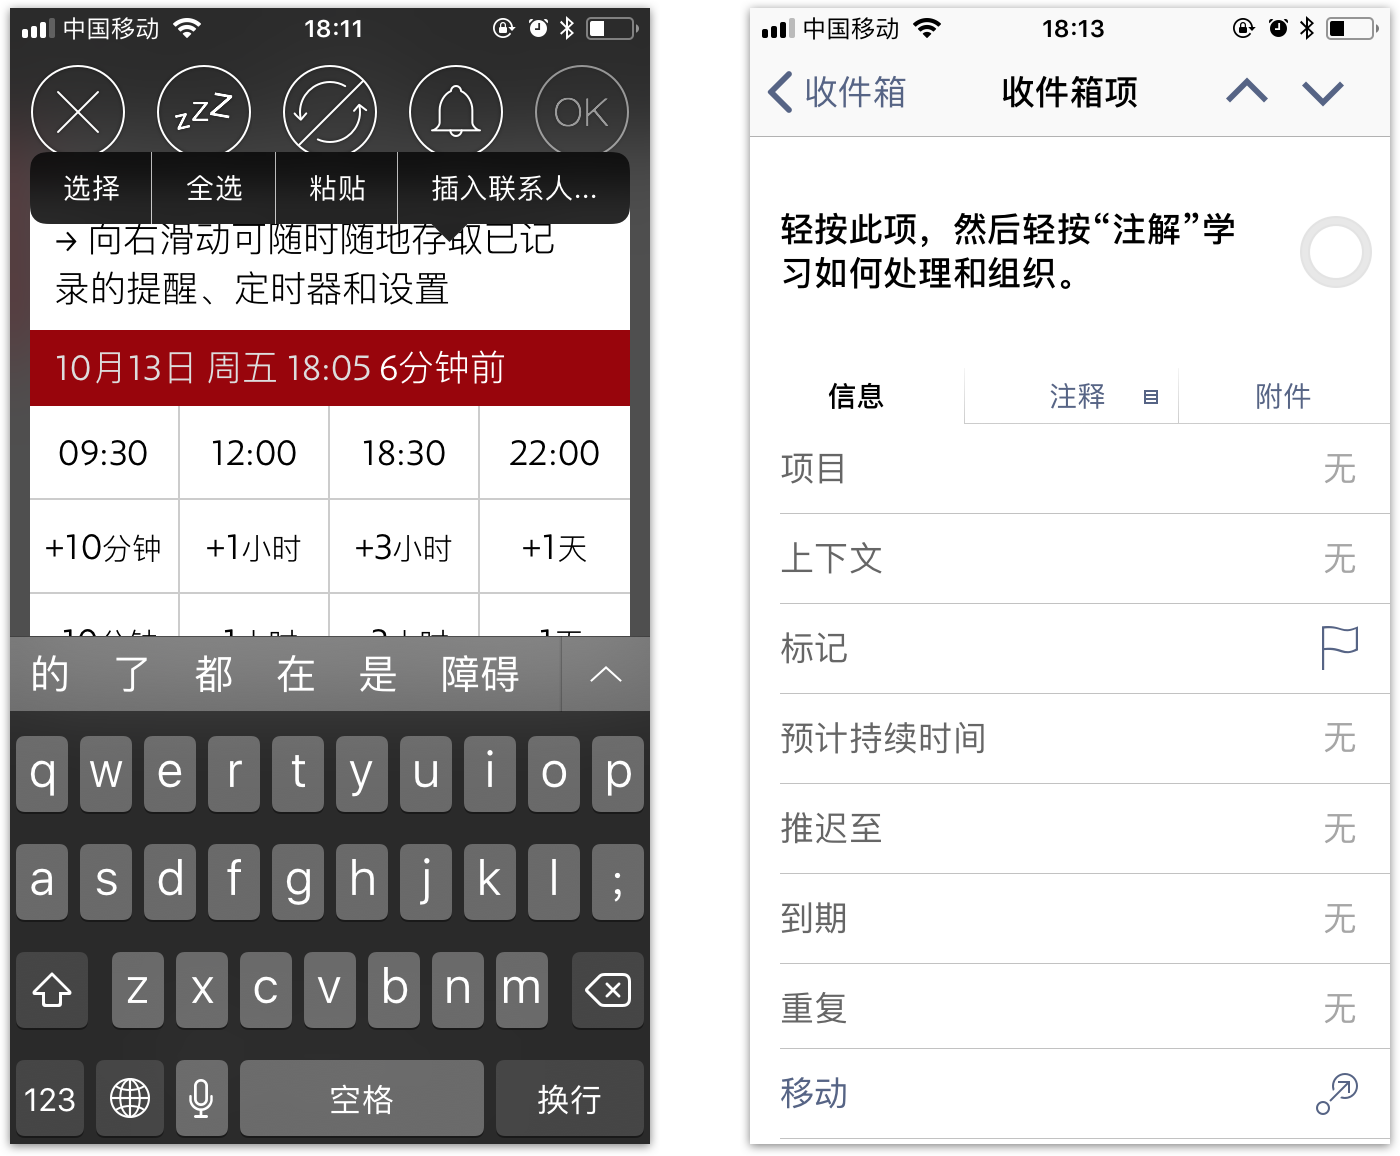 中国移动 18:11
zzZ OK
选择 全选 粘贴 插入联系人...
→ 向右滑动可随时随地存取已记
录的提醒、定时器和设置
10月13日 周五 18:05 6分钟前
09:30 12:00 18:30 22:00
+10分钟 +1小时 +3小时 +1天
的 了 都 在 是 障碍
q w e r t y u i o p
a s d f g h j k l ;
z x c v b n m
123 空格 换行
中国移动 18:13
收件箱 收件箱项
轻按此项，然后轻按“注解”学
习如何处理和组织。
信息 注释 附件
项目 无
上下文 无
标记
预计持续时间 无
推迟至 无
到期 无
重复 无
移动